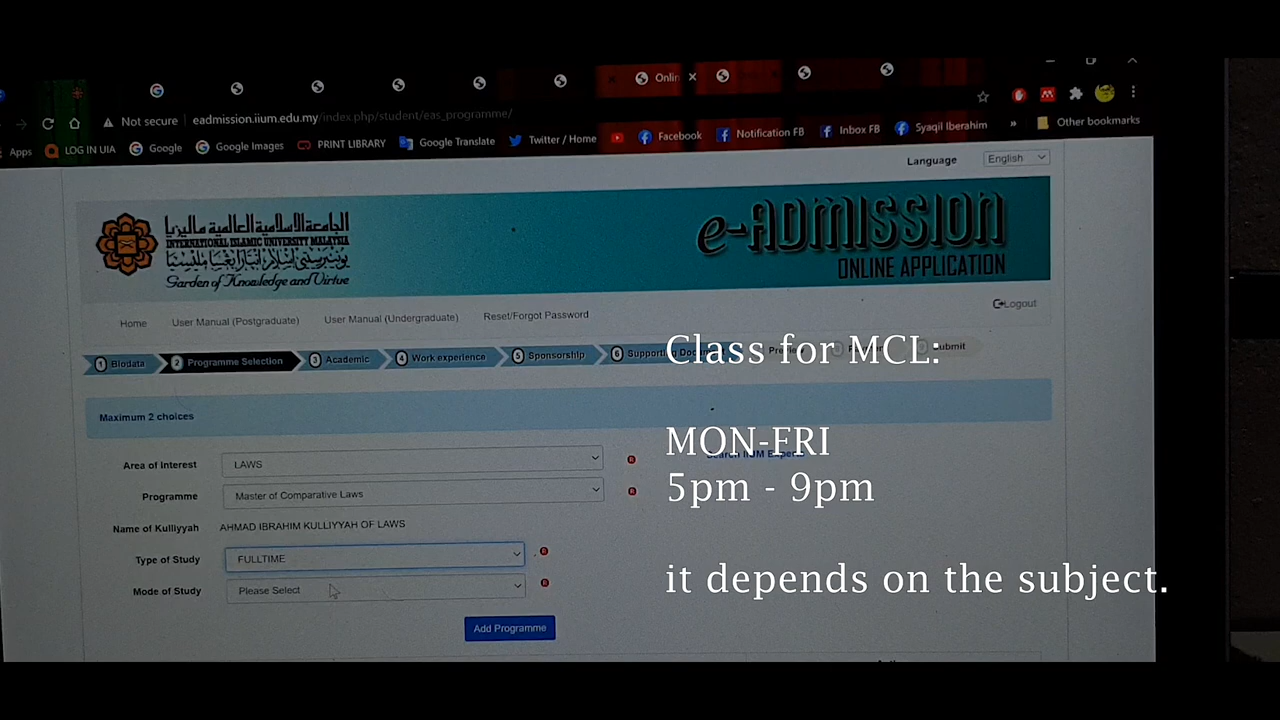 Onlin
Not secure
eadmission.iium.edu.my/index.php/student/eas_programme/
Apps
LOG IN UIA
Google
Google Images
PRINT LIBRARY
Google Translate
Twitter / Home
Facebook
Notification FB
Inbox FB
Syaqil Iberahim
»
Other bookmarks
Language
English
الجامعة الإسلامية العالمية ماليزيا
INTERNATIONAL ISLAMIC UNIVERSITY MALAYSIA
Garden of Knowledge and Virtue
e-ADMISSION
ONLINE APPLICATION
Logout
Home
User Manual (Postgraduate)
User Manual (Undergraduate)
Reset/Forgot Password
1 Biodata
2 Programme Selection
3 Academic
4 Work experience
5 Sponsorship
6 Supporting
Submit
Maximum 2 choices
Area of Interest
LAWS
Programme
Master of Comparative Laws
Name of Kulliyyah
AHMAD IBRAHIM KULLIYYAH OF LAWS
Type of Study
FULLTIME
Mode of Study
Please Select
Add Programme
Class for MCL:
MON-FRI
5pm - 9pm
it depends on the subject.